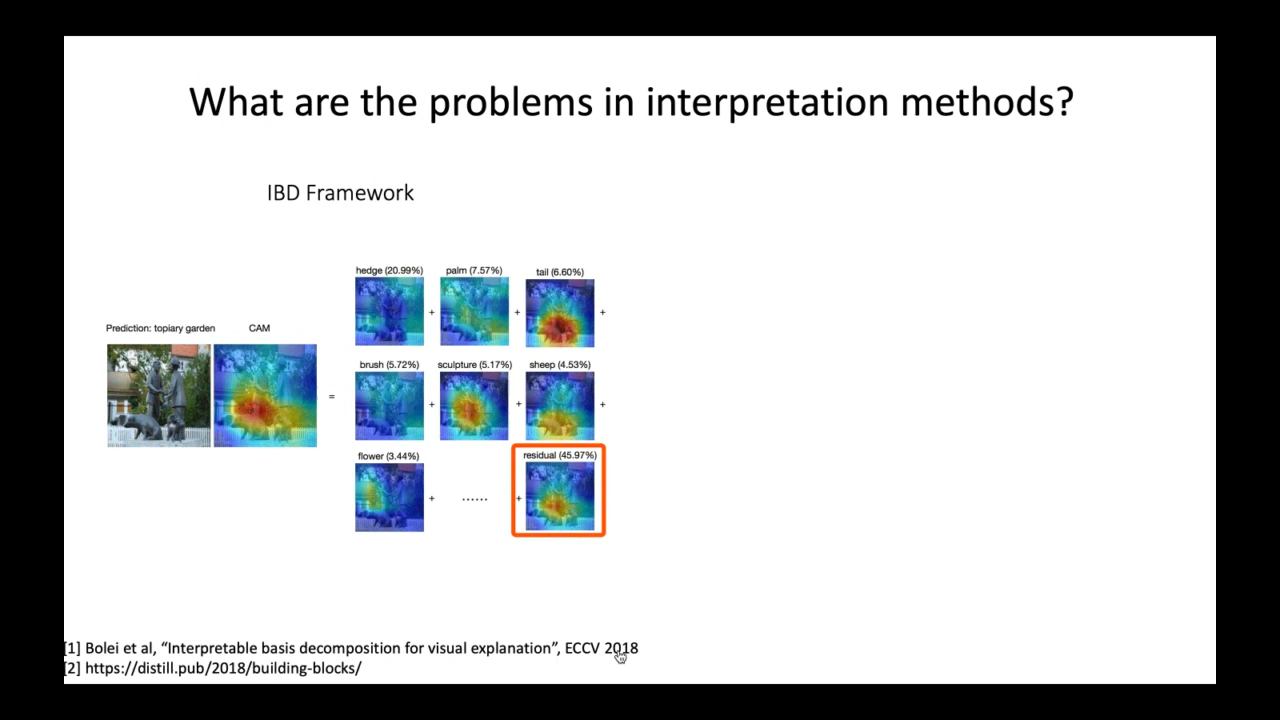 What are the problems in interpretation methods?
IBD Framework
hedge (20.99%) palm (7.57%) tail (6.60%)
+ + +
Prediction: topiary garden CAM
brush (5.72%) sculpture (5.17%) sheep (4.53%)
= + + +
flower (3.44%) residual (45.97%)
+ ...... +
[1] Bolei et al, “Interpretable basis decomposition for visual explanation”, ECCV 2018
[2] https://distill.pub/2018/building-blocks/